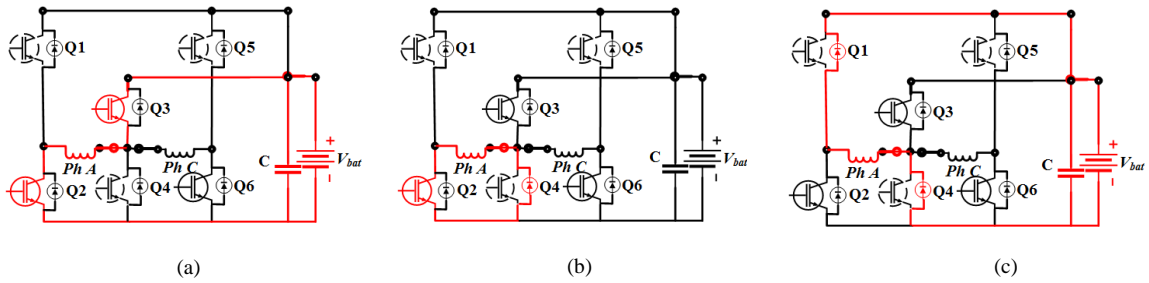 Q1 Q5
Q3
+
Ph A Ph C C V_bat
−
Q2 Q4 Q6
(a)
Q1 Q5
Q3
+
Ph A Ph C C V_bat
−
Q2 Q4 Q6
(b)
Q1 Q5
Q3
+
Ph A Ph C C V_bat
−
Q2 Q4 Q6
(c)